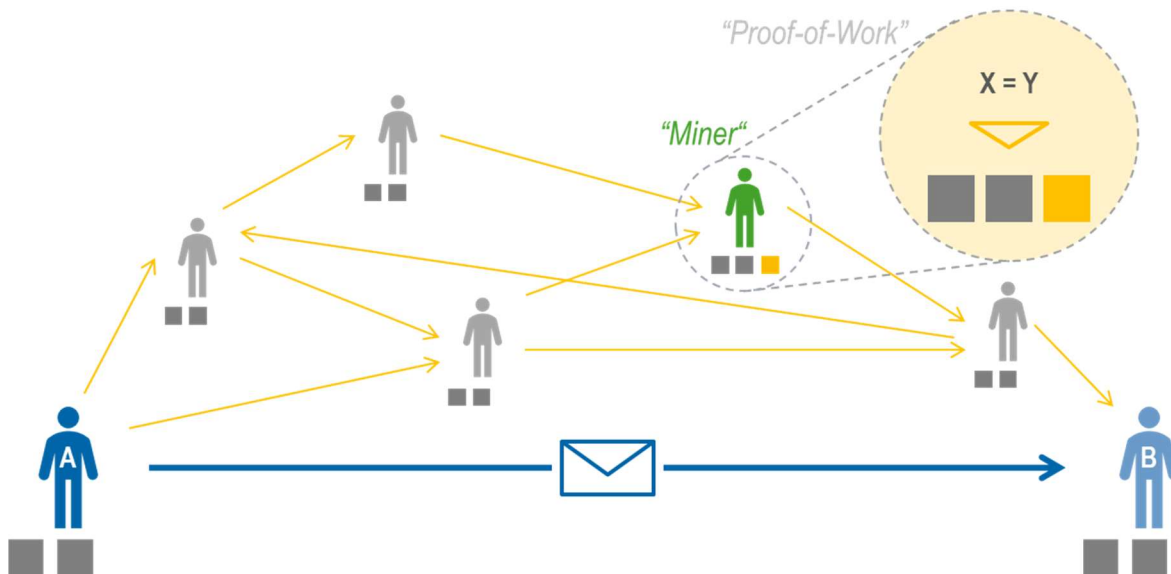 “Proof-of-Work”
X = Y
“Miner“
A
B